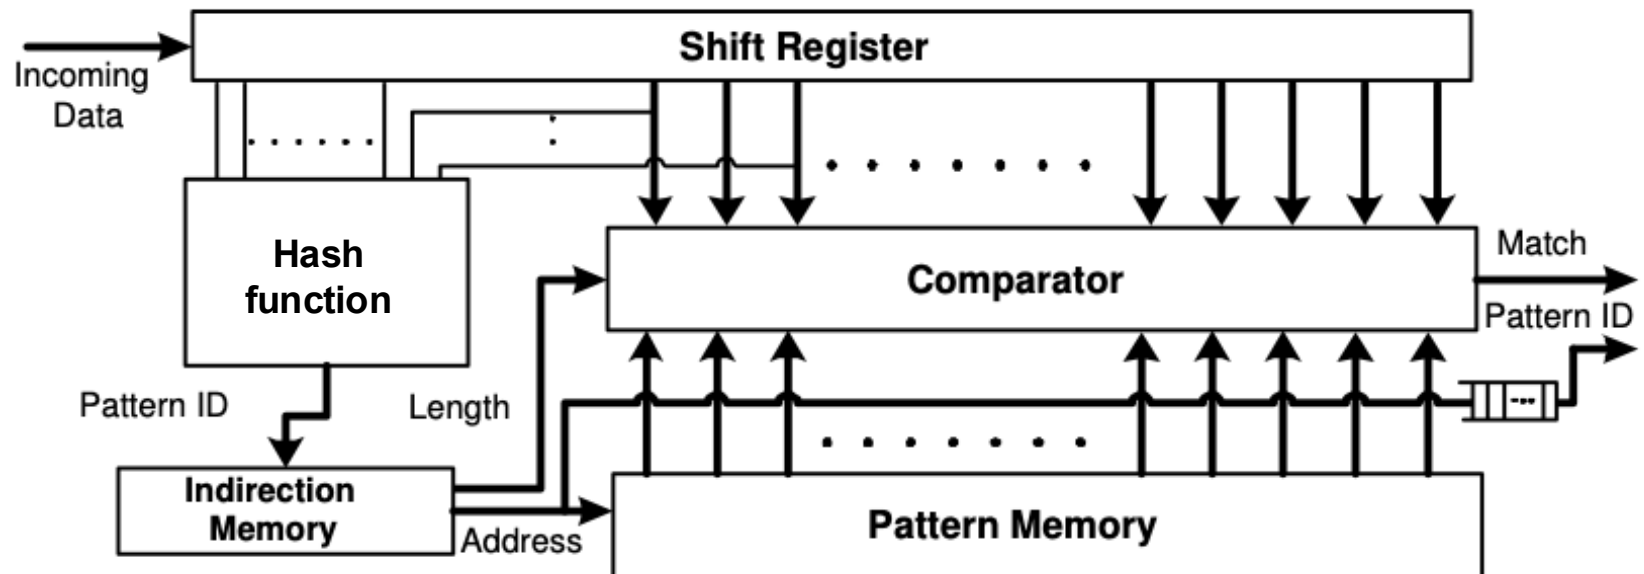 Shift Register
Incoming
Data
Hash
function
Comparator
Match
Pattern ID
Pattern ID
Length
Indirection
Memory
Address
Pattern Memory